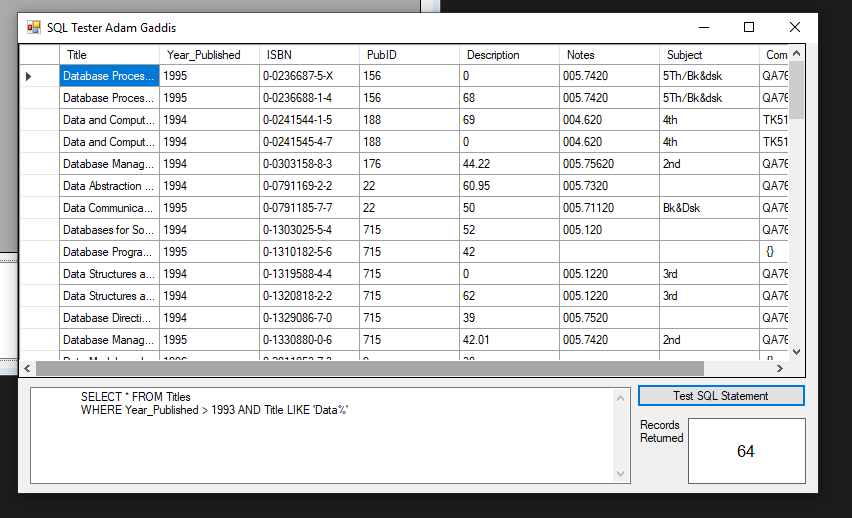 SQL Tester Adam Gaddis
Title Year_Published ISBN PubID Description Notes Subject Com
Database Proces... 1995 0-0236687-5-X 156 0 005.7420 5Th/Bk&dsk QA76
Database Proces... 1995 0-0236688-1-4 156 68 005.7420 5Th/Bk&dsk QA76
Data and Comput... 1994 0-0241544-1-5 188 69 004.620 4th TK51
Data and Comput... 1994 0-0241545-4-7 188 0 004.620 4th TK51
Database Manag... 1994 0-0303158-8-3 176 44.22 005.75620 2nd QA76
Data Abstraction ... 1994 0-0791169-2-2 22 60.95 005.7320 QA76
Data Communica... 1995 0-0791185-7-7 22 50 005.71120 Bk&Dsk QA76
Databases for So... 1994 0-1303025-5-4 715 52 005.120 QA76
Database Progra... 1995 0-1310182-5-6 715 42 {}
Data Structures a... 1994 0-1319588-4-4 715 0 005.1220 3rd QA76
Data Structures a... 1994 0-1320818-2-2 715 62 005.1220 3rd QA76
Database Directi... 1994 0-1329086-7-0 715 39 005.7520 QA76
Database Manag... 1995 0-1330880-0-6 715 42.01 005.7420 2nd QA76
SELECT * FROM Titles
WHERE Year_Published > 1993 AND Title LIKE 'Data%'
Test SQL Statement
Records
Returned
64